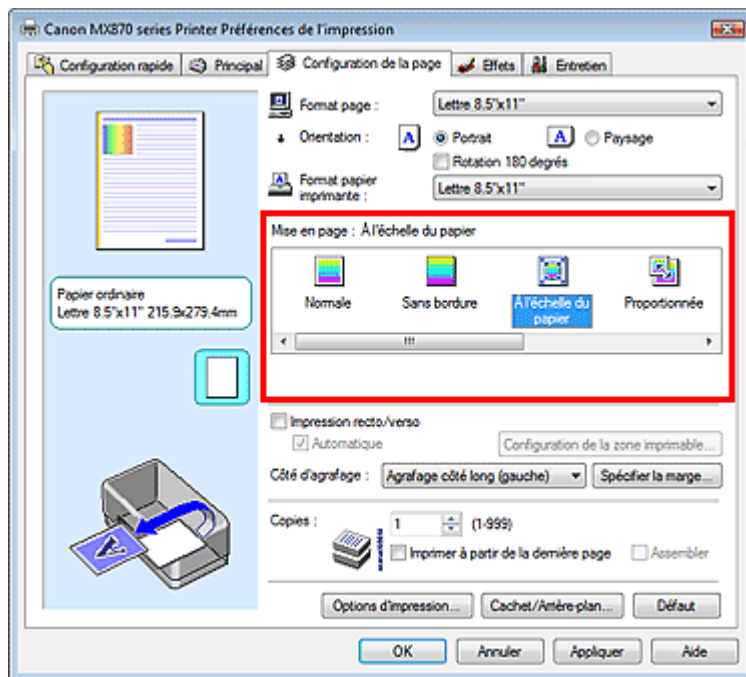 Canon MX870 series Printer Préférences de l'impression
Configuration rapide
Principal
Configuration de la page
Effets
Entretien
Format page :
Lettre 8.5"x11"
Orientation :
A
Portrait
A
Paysage
Rotation 180 degrés
Format papier
imprimante :
Lettre 8.5"x11"
Mise en page : À l'échelle du papier
Normale
Sans bordure
À l'échelle du
papier
Proportionnée
Papier ordinaire
Lettre 8.5"x11" 215.9x279.4mm
Impression recto/verso
Automatique
Configuration de la zone imprimable...
Côté d'agrafage :
Agrafage côté long (gauche)
Spécifier la marge...
Copies :
1
(1-999)
Imprimer à partir de la dernière page
Assembler
Options d'impression...
Cachet/Arrière-plan...
Défaut
OK
Annuler
Appliquer
Aide